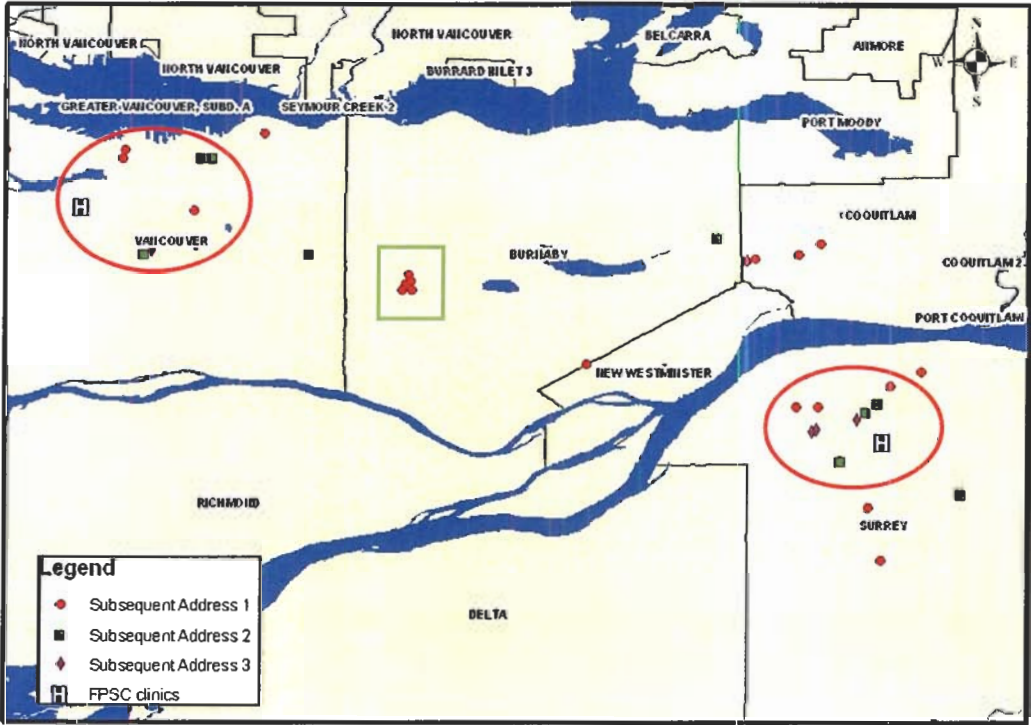 NORTH VANCOUVER
NORTH VANCOUVER
BELCARRA
ANMORE
N
W E
S
NORTH VANCOUVER
BURRARD INLET 3
GREATER VANCOUVER, SUBD. A
SEYMOUR CREEK 2
PORT MOODY
H
VANCOUVER
COQUITLAM
BURNABY
COQUITLAM 2
PORT COQUITLAM
NEW WESTMINSTER
H
RICHMOND
SURREY
DELTA
Legend
Subsequent Address 1
Subsequent Address 2
Subsequent Address 3
H FPSC clinics